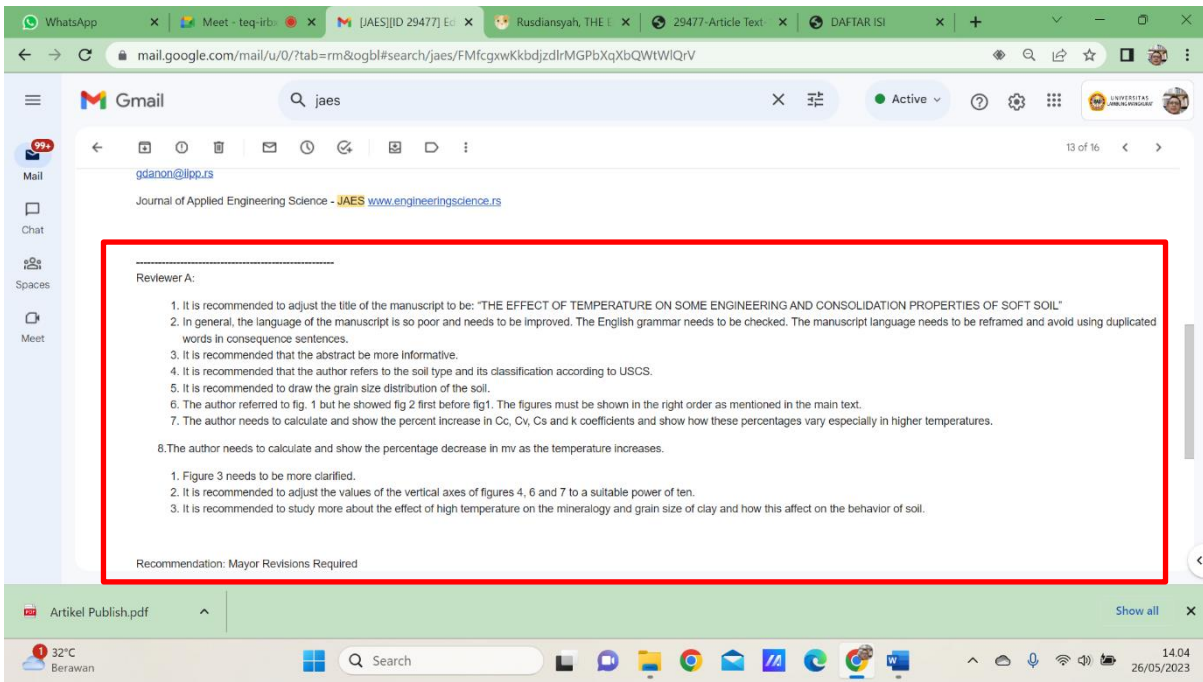 WhatsApp
Meet - teq-irb
[JAES][ID 29477] Ed
Rusdiansyah, THE E
29477-Article Text-
DAFTAR ISI
mail.google.com/mail/u/0/?tab=rm&ogbl#search/jaes/FMfcgxwKkbdjzdlrMGPbXqXbQWtWlQrV
Gmail
jaes
Active
UNIVERSITAS
LAMBUNG MANGKURAT
99+
Mail
Chat
Spaces
Meet
13 of 16
gdanon@iipp.rs
Journal of Applied Engineering Science - JAES www.engineeringscience.rs
------------------------------------------------------
Reviewer A:
1. It is recommended to adjust the title of the manuscript to be: “THE EFFECT OF TEMPERATURE ON SOME ENGINEERING AND CONSOLIDATION PROPERTIES OF SOFT SOIL”
2. In general, the language of the manuscript is so poor and needs to be improved. The English grammar needs to be checked. The manuscript language needs to be reframed and avoid using duplicated
words in consequence sentences.
3. It is recommended that the abstract be more informative.
4. It is recommended that the author refers to the soil type and its classification according to USCS.
5. It is recommended to draw the grain size distribution of the soil.
6. The author referred to fig. 1 but he showed fig 2 first before fig1. The figures must be shown in the right order as mentioned in the main text.
7. The author needs to calculate and show the percent increase in Cc, Cv, Cs and k coefficients and show how these percentages vary especially in higher temperatures.
8.The author needs to calculate and show the percentage decrease in mv as the temperature increases.
1. Figure 3 needs to be more clarified.
2. It is recommended to adjust the values of the vertical axes of figures 4, 6 and 7 to a suitable power of ten.
3. It is recommended to study more about the effect of high temperature on the mineralogy and grain size of clay and how this affect on the behavior of soil.
Recommendation: Mayor Revisions Required
Artikel Publish.pdf
Show all
1
32°C
Berawan
Search
14.04
26/05/2023